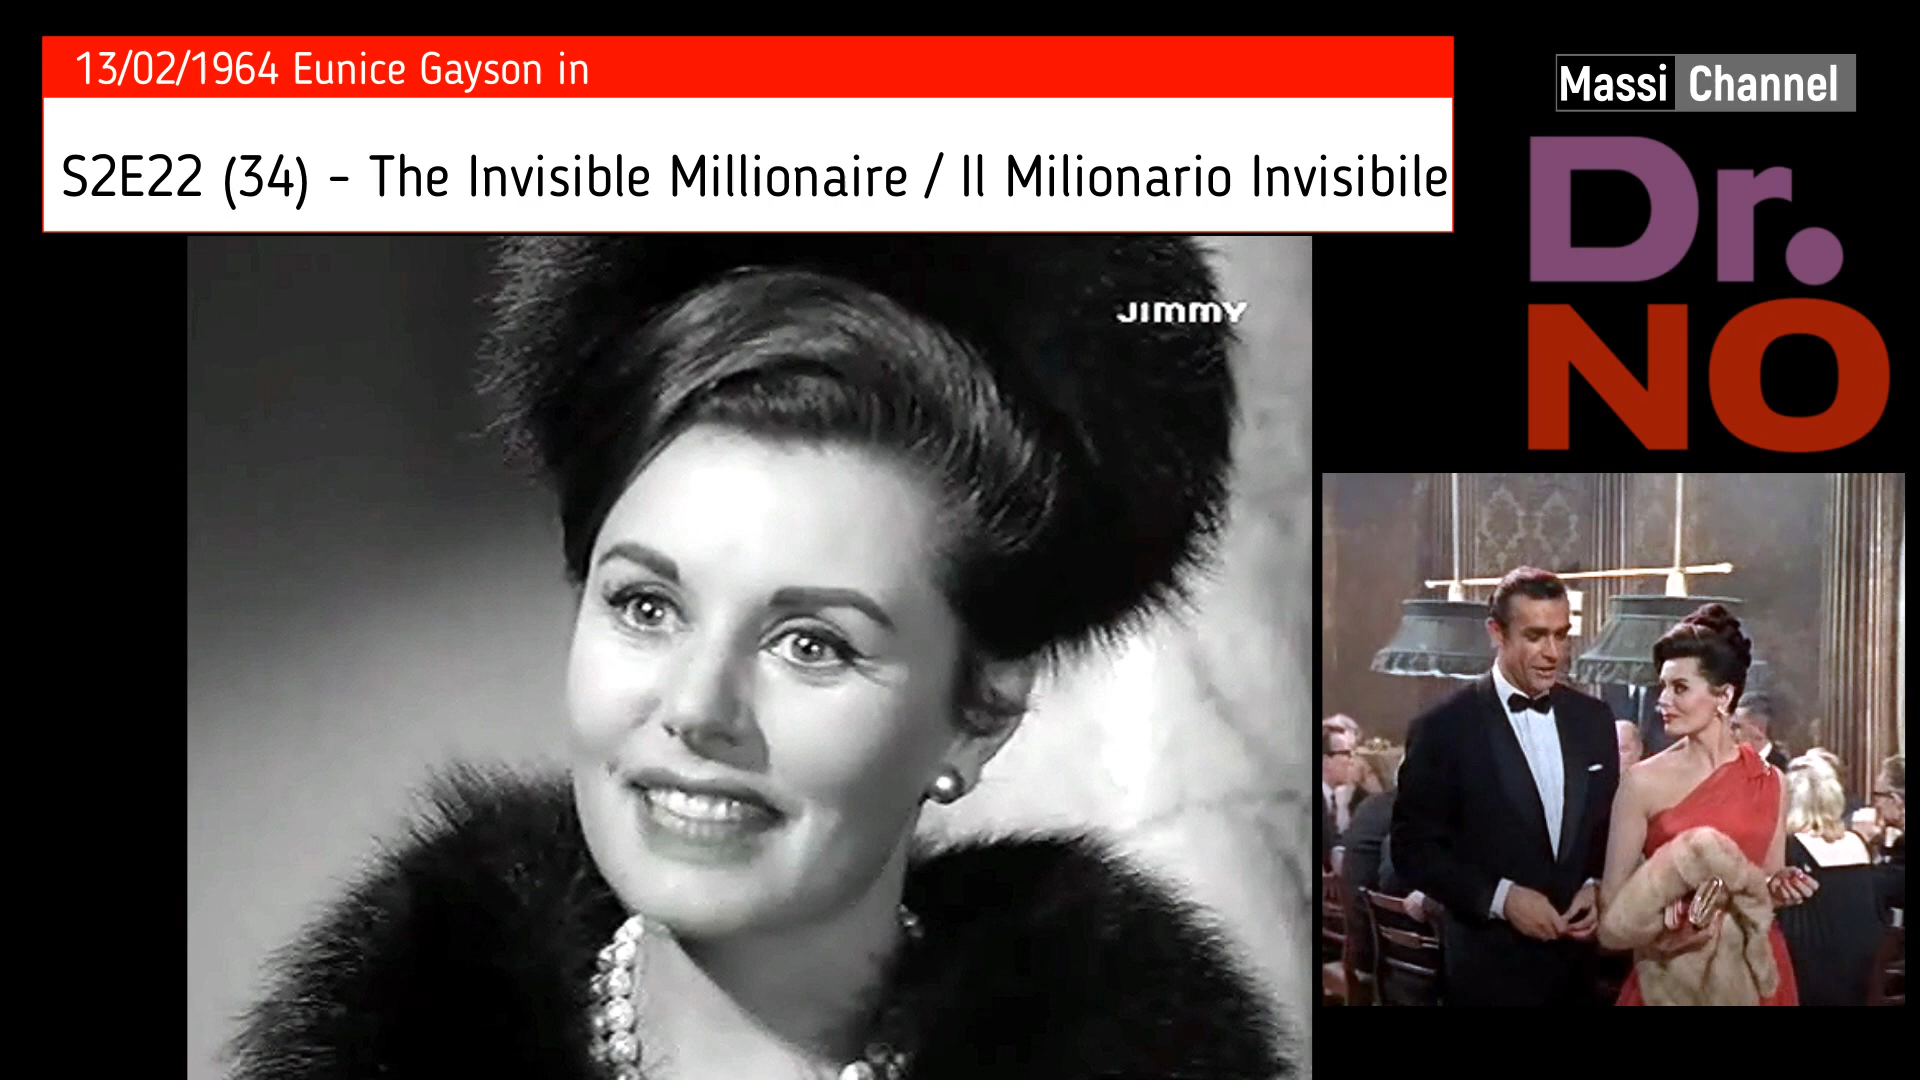 13/02/1964 Eunice Gayson in
S2E22 (34) - The Invisible Millionaire / Il Milionario Invisibile
Massi Channel
Dr.
NO
JIMMY